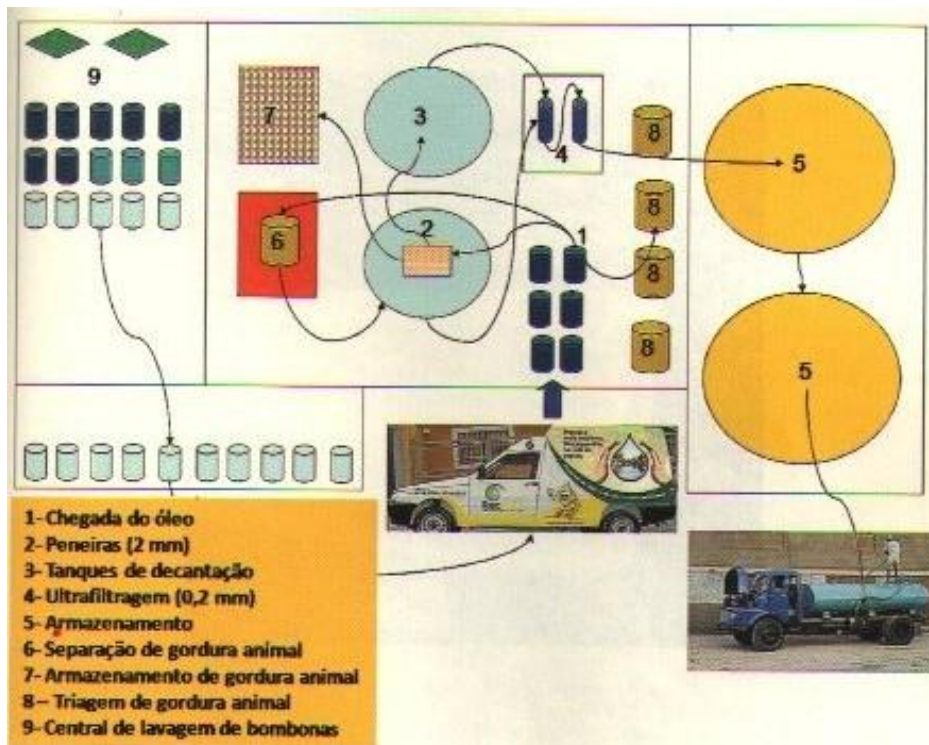 9
7
3
4
8
5
6
2
1
8
8
8
5
1- Chegada do óleo
2- Peneiras (2 mm)
3- Tanques de decantação
4- Ultrafiltragem (0,2 mm)
5- Armazenamento
6- Separação de gordura animal
7- Armazenamento de gordura animal
8 – Triagem de gordura animal
9- Central de lavagem de bombonas